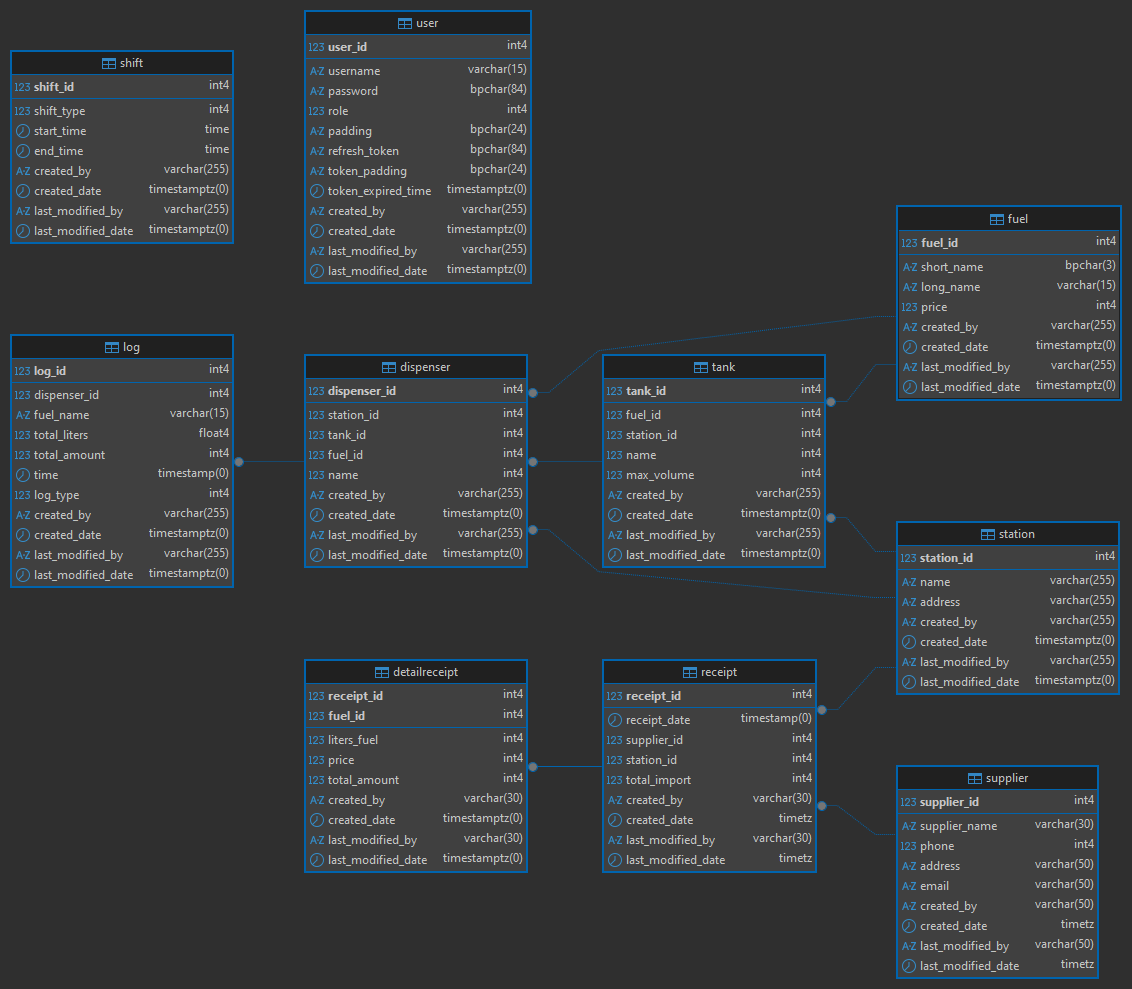 shift
123 shift_id int4
123 shift_type int4
start_time time
end_time time
A-Z created_by varchar(255)
created_date timestamptz(0)
A-Z last_modified_by varchar(255)
last_modified_date timestamptz(0)
user
123 user_id int4
A-Z username varchar(15)
A-Z password bpchar(84)
123 role int4
A-Z padding bpchar(24)
A-Z refresh_token bpchar(84)
A-Z token_padding bpchar(24)
token_expired_time timestamptz(0)
A-Z created_by varchar(255)
created_date timestamptz(0)
A-Z last_modified_by varchar(255)
last_modified_date timestamptz(0)
fuel
123 fuel_id int4
A-Z short_name bpchar(3)
A-Z long_name varchar(15)
123 price int4
A-Z created_by varchar(255)
created_date timestamptz(0)
A-Z last_modified_by varchar(255)
last_modified_date timestamptz(0)
log
123 log_id int4
123 dispenser_id int4
A-Z fuel_name varchar(15)
123 total_liters float4
123 total_amount int4
time timestamp(0)
123 log_type int4
A-Z created_by varchar(255)
created_date timestamptz(0)
A-Z last_modified_by varchar(255)
last_modified_date timestamptz(0)
dispenser
123 dispenser_id int4
123 station_id int4
123 tank_id int4
123 fuel_id int4
123 name int4
A-Z created_by varchar(255)
created_date timestamptz(0)
A-Z last_modified_by varchar(255)
last_modified_date timestamptz(0)
tank
123 tank_id int4
123 fuel_id int4
123 station_id int4
123 name int4
123 max_volume int4
A-Z created_by varchar(255)
created_date timestamptz(0)
A-Z last_modified_by varchar(255)
last_modified_date timestamptz(0)
station
123 station_id int4
A-Z name varchar(255)
A-Z address varchar(255)
A-Z created_by varchar(255)
created_date timestamptz(0)
A-Z last_modified_by varchar(255)
last_modified_date timestamptz(0)
detailreceipt
123 receipt_id int4
123 fuel_id int4
123 liters_fuel int4
123 price int4
123 total_amount int4
A-Z created_by varchar(30)
created_date timestamptz(0)
A-Z last_modified_by varchar(30)
last_modified_date timestamptz(0)
receipt
123 receipt_id int4
receipt_date timestamp(0)
123 supplier_id int4
123 station_id int4
123 total_import int4
A-Z created_by varchar(30)
created_date timetz
A-Z last_modified_by varchar(30)
last_modified_date timetz
supplier
123 supplier_id int4
A-Z supplier_name varchar(30)
123 phone int4
A-Z address varchar(50)
A-Z email varchar(50)
A-Z created_by varchar(50)
created_date timetz
A-Z last_modified_by varchar(50)
last_modified_date timetz